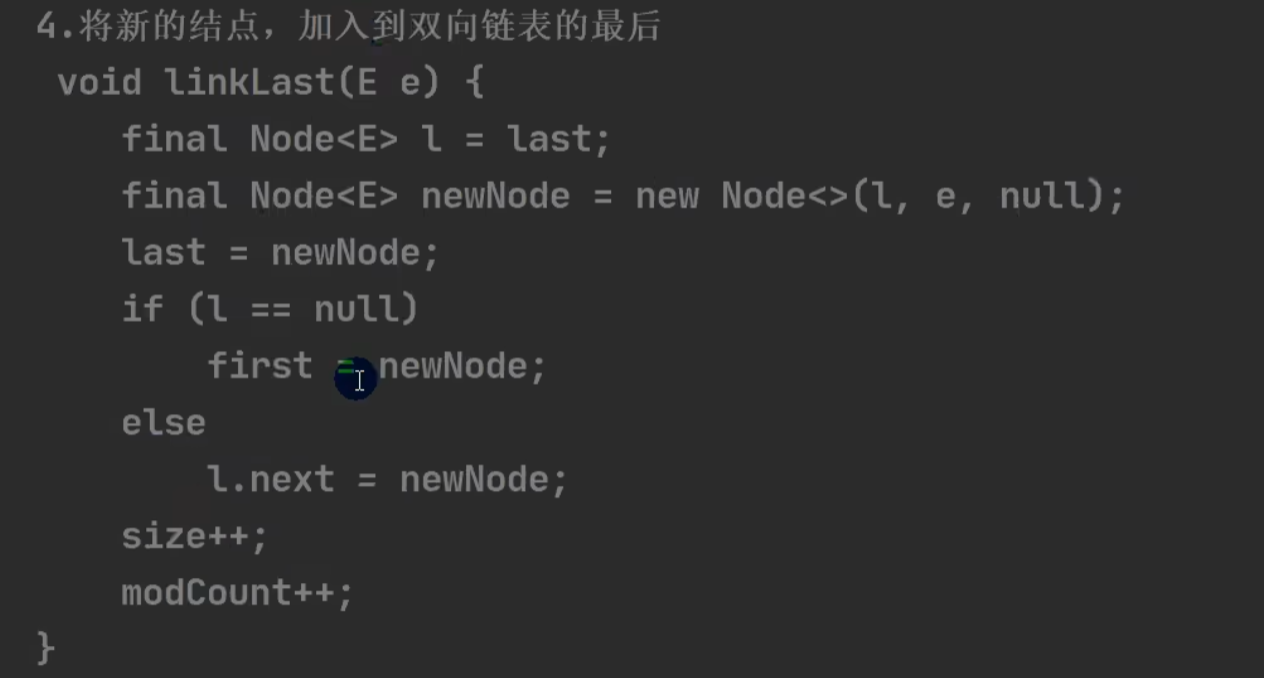 4.将新的结点，加入到双向链表的最后
void linkLast(E e) {
final Node<E> l = last;
final Node<E> newNode = new Node<>(l, e, null);
last = newNode;
if (l == null)
first = newNode;
else
l.next = newNode;
size++;
modCount++;
}